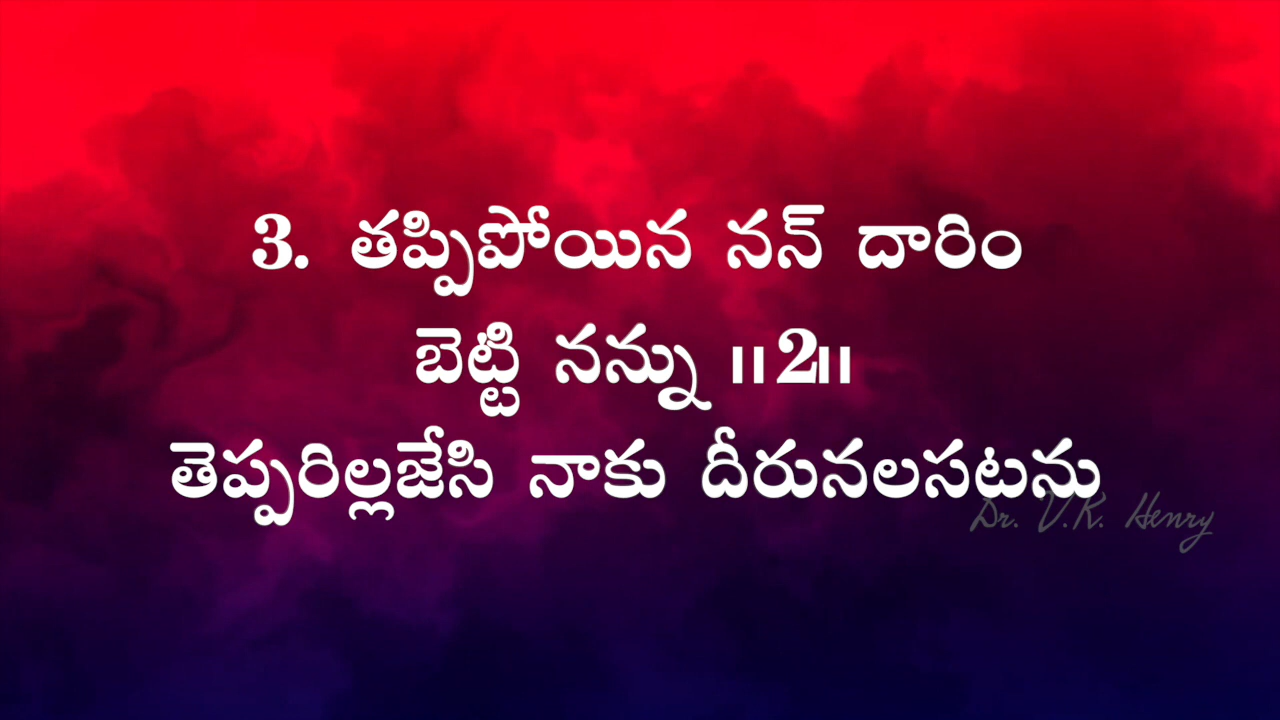 3. తప్పిపోయిన నన్ దారిం
బెట్టి నన్ను ॥2॥
తెప్పరిల్లజేసి నాకు దీరునలసటను
Dr. V.K. Henry